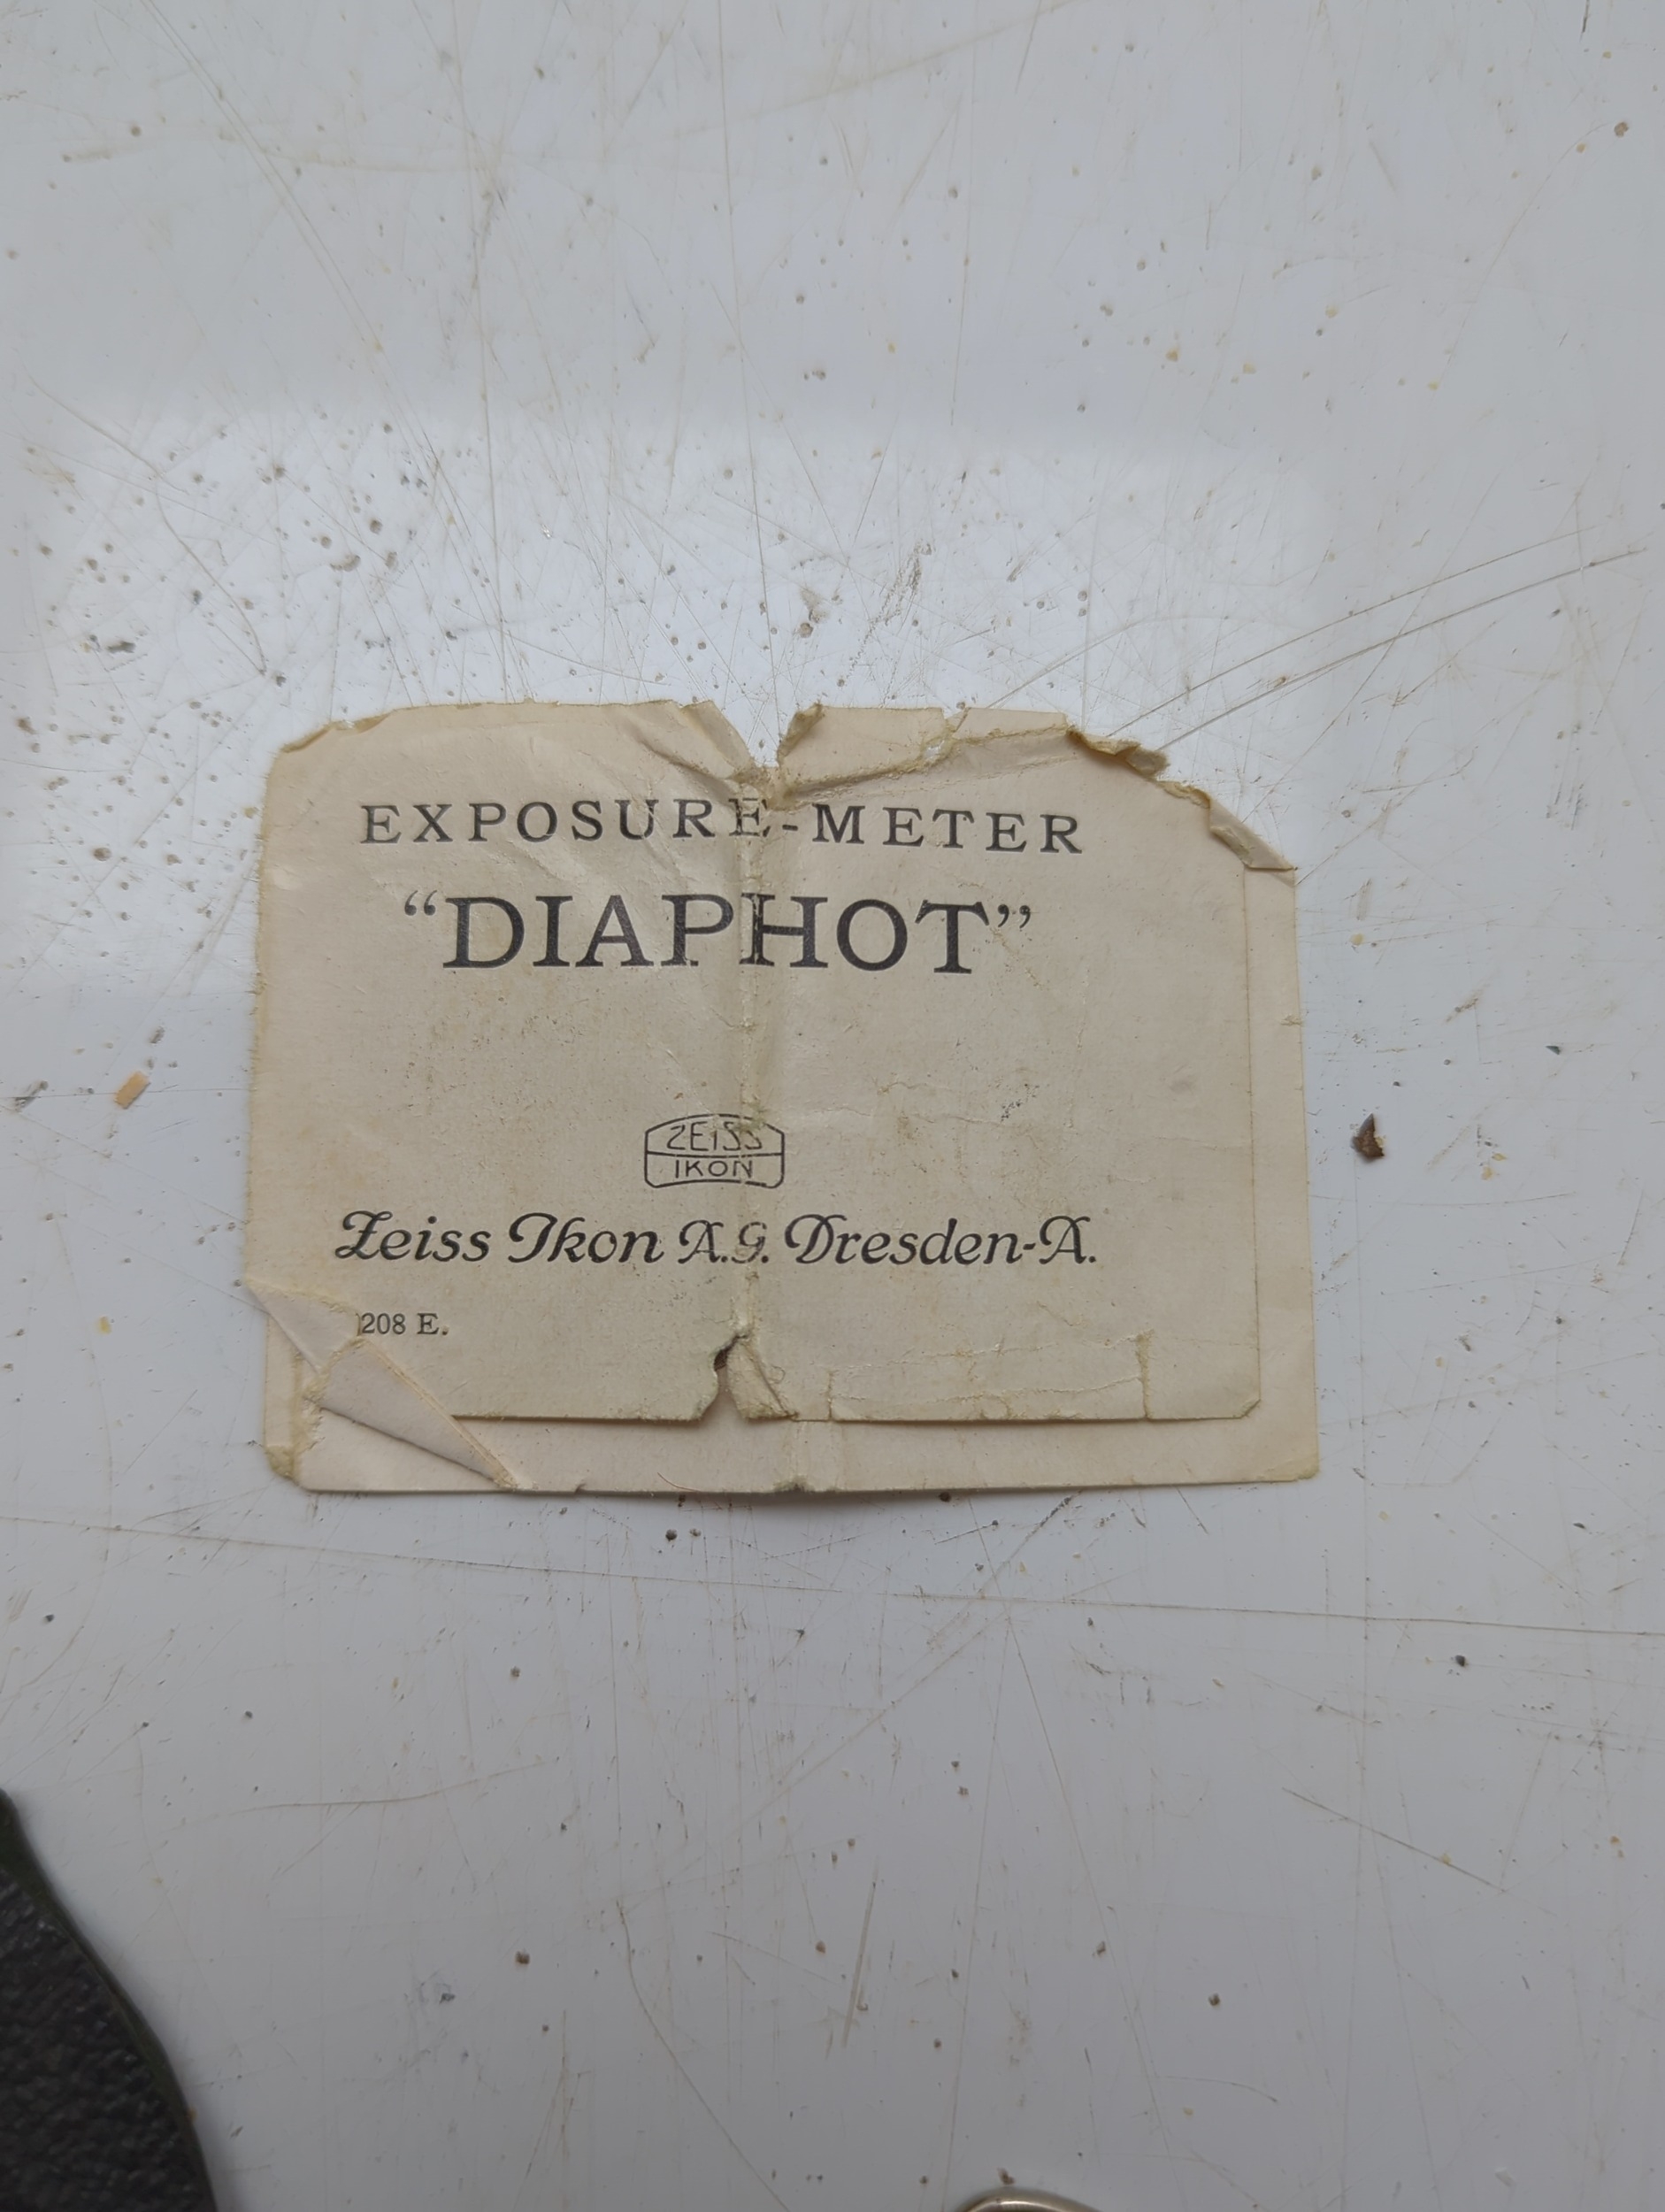 EXPOSURE-METER
“DIAPHOT”
ZEISS
IKON
Zeiss Ikon A.G. Dresden-A.
208 E.